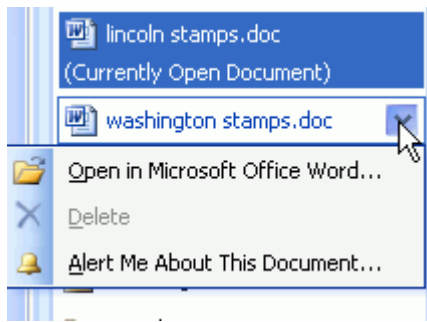 lincoln stamps.doc
(Currently Open Document)
washington stamps.doc
Open in Microsoft Office Word...
Delete
Alert Me About This Document...